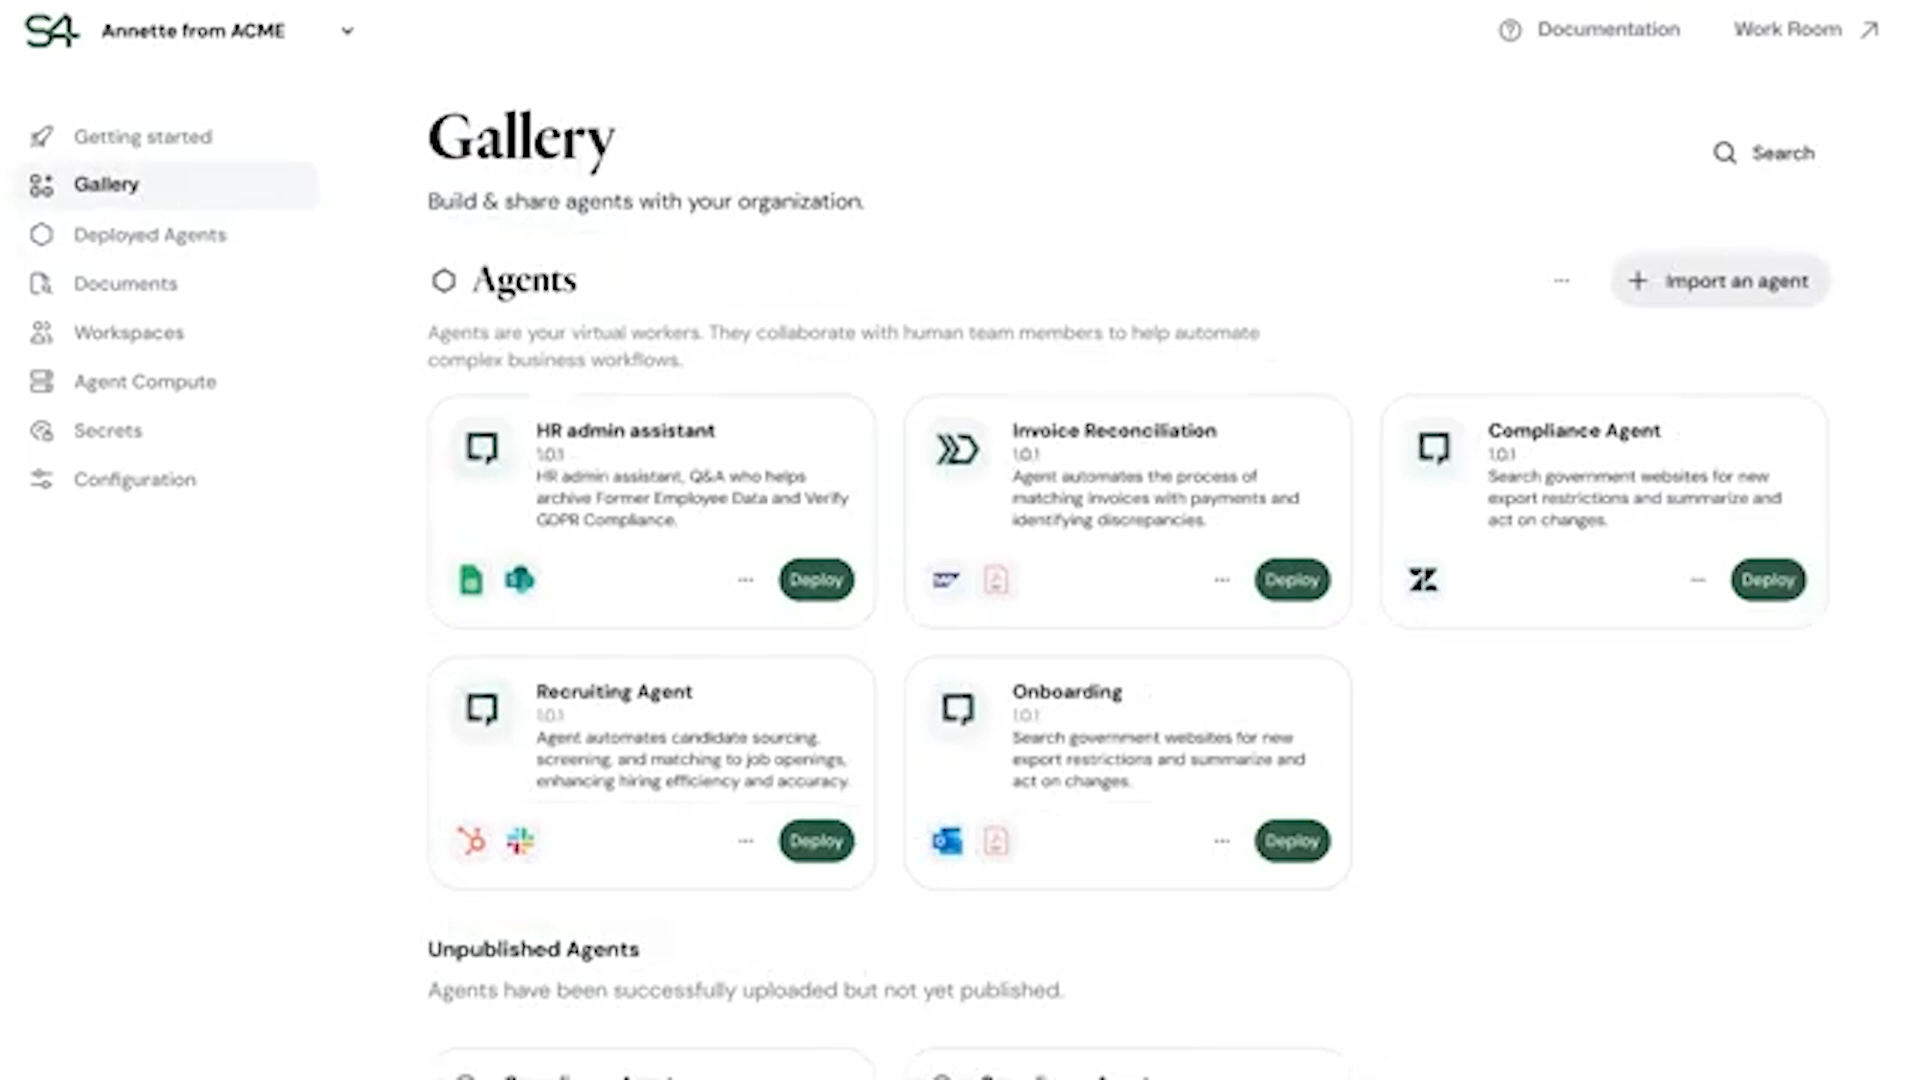 S4 Annette from ACME
Documentation
Work Room
Getting started
Gallery
Deployed Agents
Documents
Workspaces
Agent Compute
Secrets
Configuration
Gallery
Search
Build & share agents with your organization.
Agents
Import an agent
Agents are your virtual workers. They collaborate with human team members to help automate
complex business workflows.
HR admin assistant
1.0.1
HR admin assistant, Q&A who helps
archive Former Employee Data and Verify
GDPR Compliance.
Deploy
Invoice Reconciliation
1.0.1
Agent automates the process of
matching invoices with payments and
identifying discrepancies.
SAP
Deploy
Compliance Agent
1.0.1
Search government websites for new
export restrictions and summarize and
act on changes.
Deploy
Recruiting Agent
1.0.1
Agent automates candidate sourcing,
screening, and matching to job openings,
enhancing hiring efficiency and accuracy.
Deploy
Onboarding
1.0.1
Search government websites for new
export restrictions and summarize and
act on changes.
Deploy
Unpublished Agents
Agents have been successfully uploaded but not yet published.